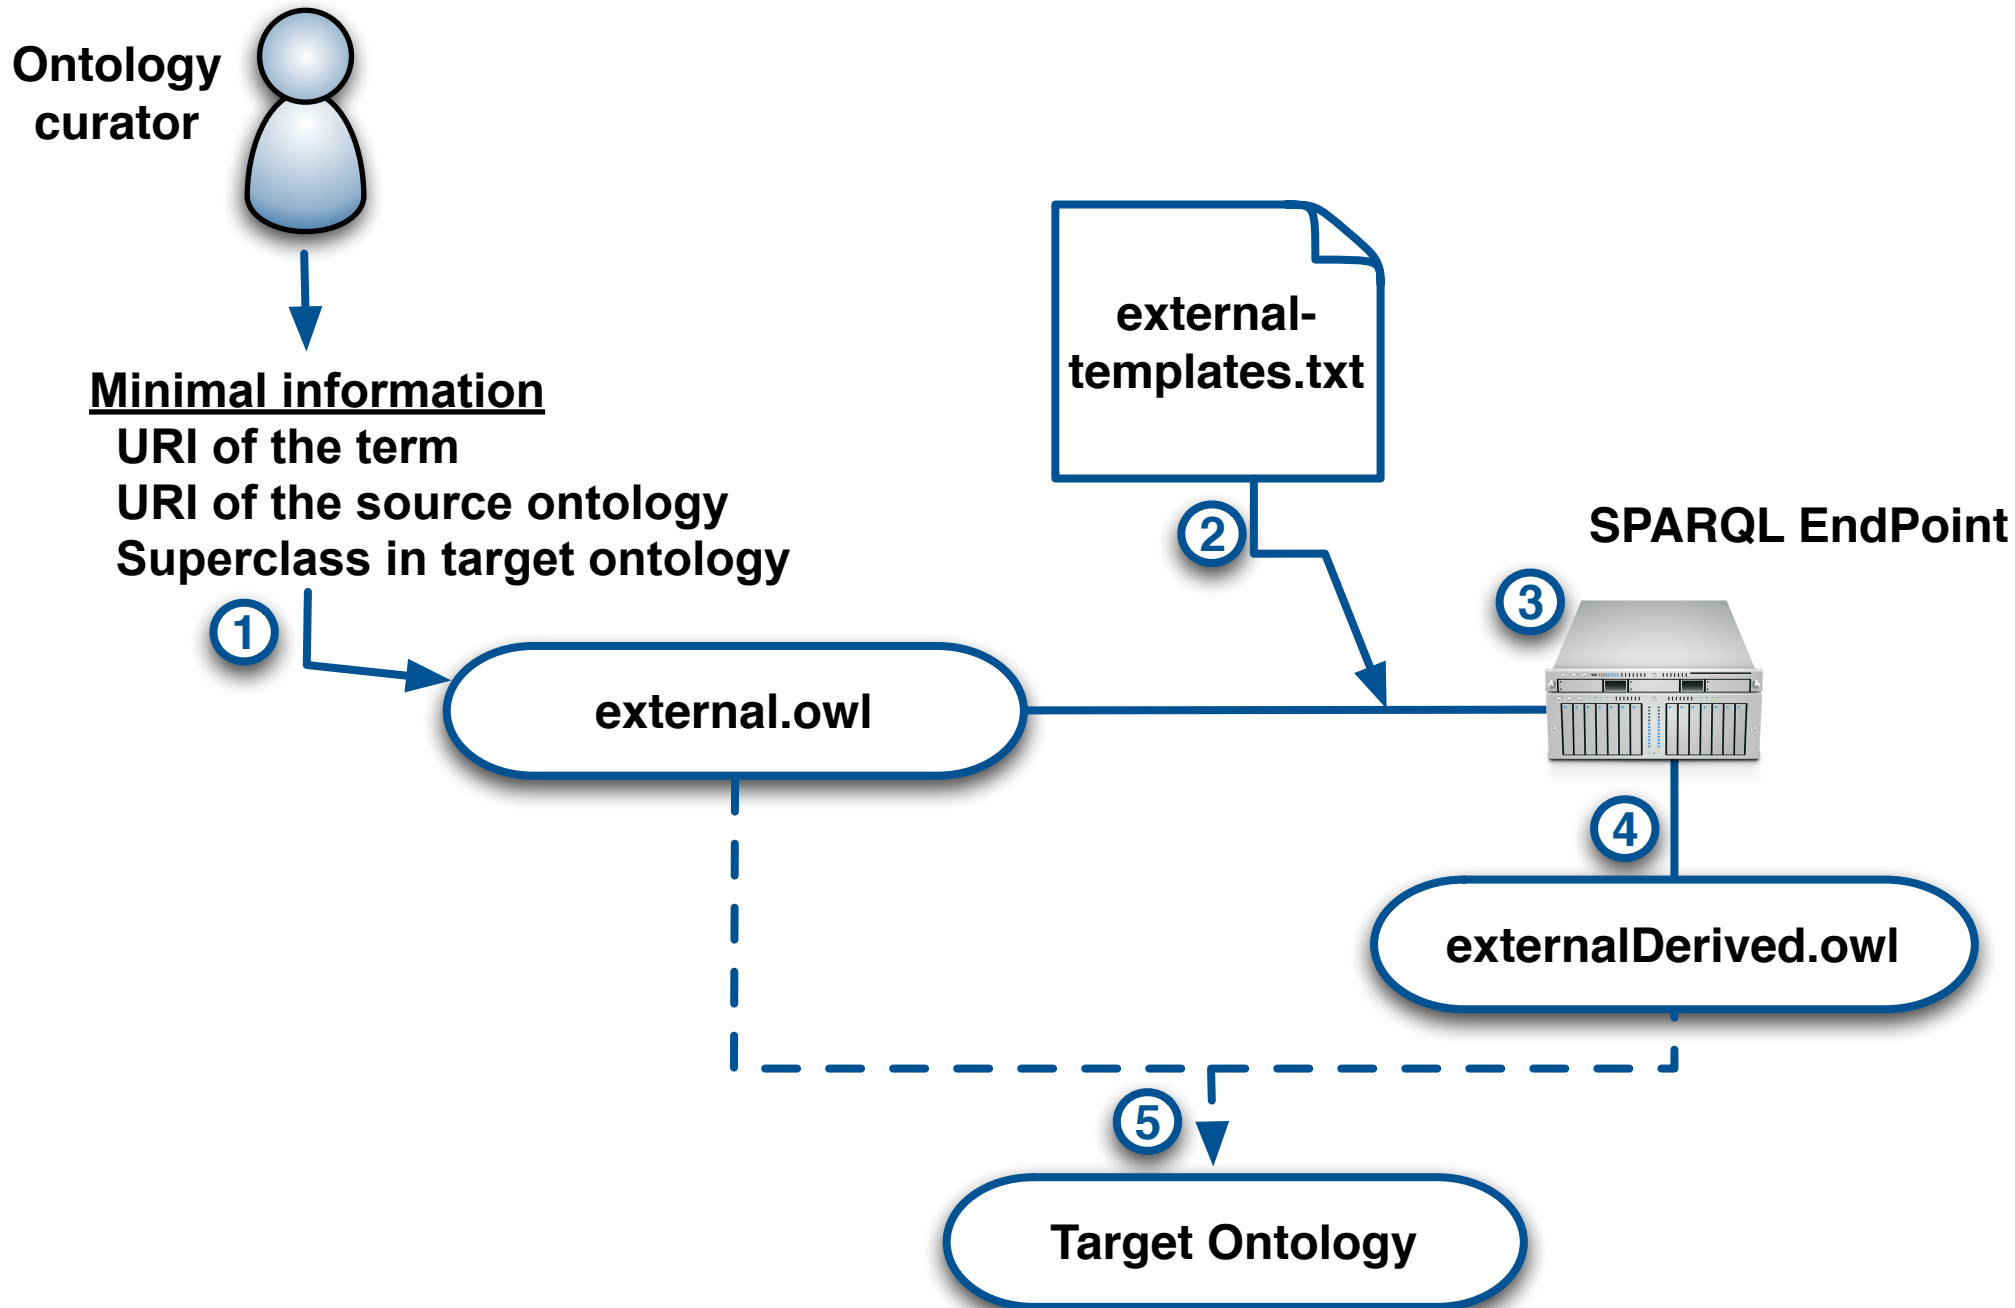 Ontology
curator
Minimal information
URI of the term
URI of the source ontology
Superclass in target ontology
1
external.owl
external-
templates.txt
2
SPARQL EndPoint
3
4
externalDerived.owl
5
Target Ontology